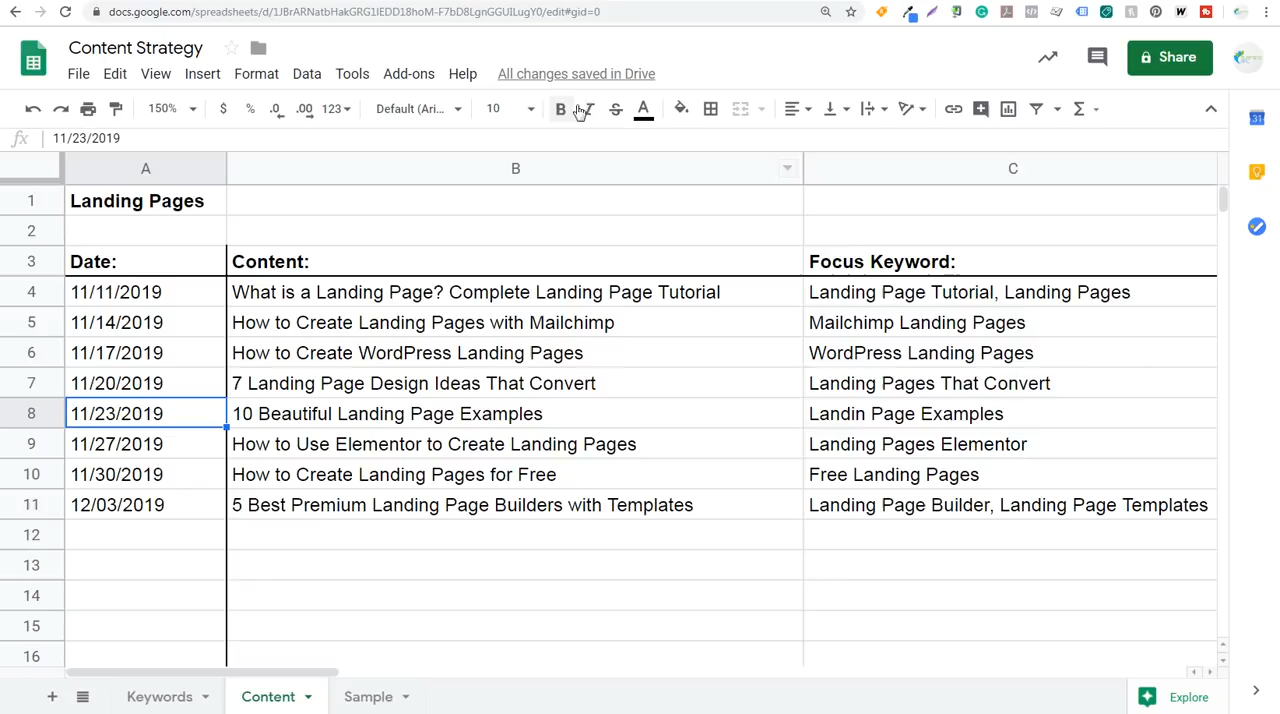 docs.google.com/spreadsheets/d/1JBrARNatbHakGRG1lEDD18hoM-F7bD8LgnGGUILugY0/edit#gid=0
Content Strategy
File Edit View Insert Format Data Tools Add-ons Help All changes saved in Drive
Share
150% $ % .0 .00 123 Default (Ari... 10 B I S A
fx 11/23/2019
A B C
1 Landing Pages
2
3 Date: Content: Focus Keyword:
4 11/11/2019 What is a Landing Page? Complete Landing Page Tutorial Landing Page Tutorial, Landing Pages
5 11/14/2019 How to Create Landing Pages with Mailchimp Mailchimp Landing Pages
6 11/17/2019 How to Create WordPress Landing Pages WordPress Landing Pages
7 11/20/2019 7 Landing Page Design Ideas That Convert Landing Pages That Convert
8 11/23/2019 10 Beautiful Landing Page Examples Landin Page Examples
9 11/27/2019 How to Use Elementor to Create Landing Pages Landing Pages Elementor
10 11/30/2019 How to Create Landing Pages for Free Free Landing Pages
11 12/03/2019 5 Best Premium Landing Page Builders with Templates Landing Page Builder, Landing Page Templates
12
13
14
15
16
Keywords Content Sample Explore